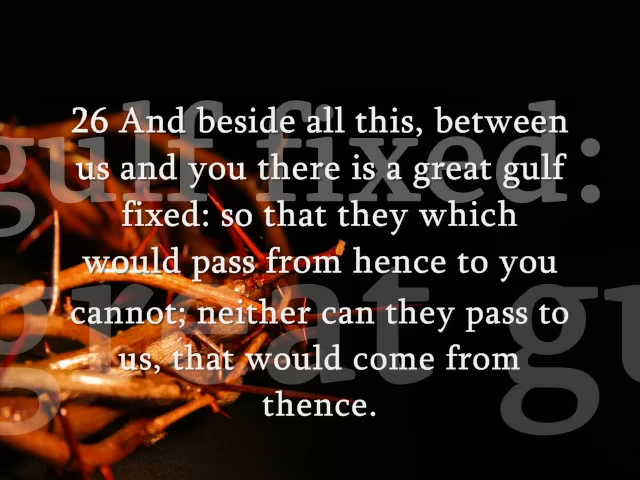 26 And beside all this, between
us and you there is a great gulf
fixed: so that they which
would pass from hence to you
cannot; neither can they pass to
us, that would come from
thence.
gulf fixed:
great gu